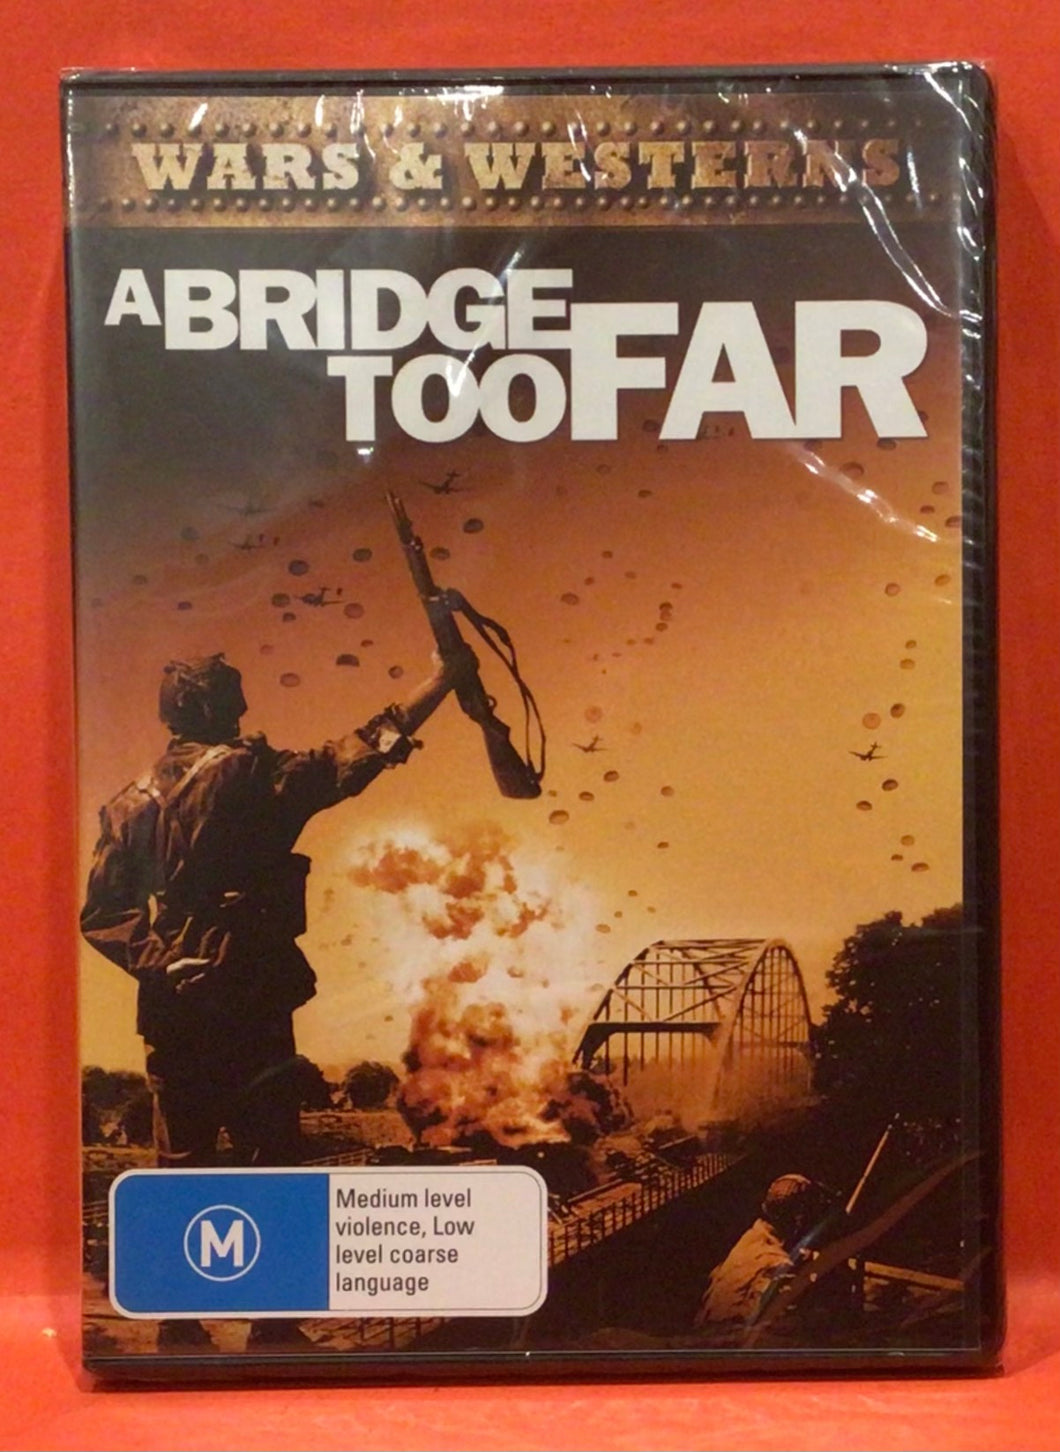 WARS & WESTERNS
A BRIDGE
TOO FAR
M
Medium level
violence, Low
level coarse
language